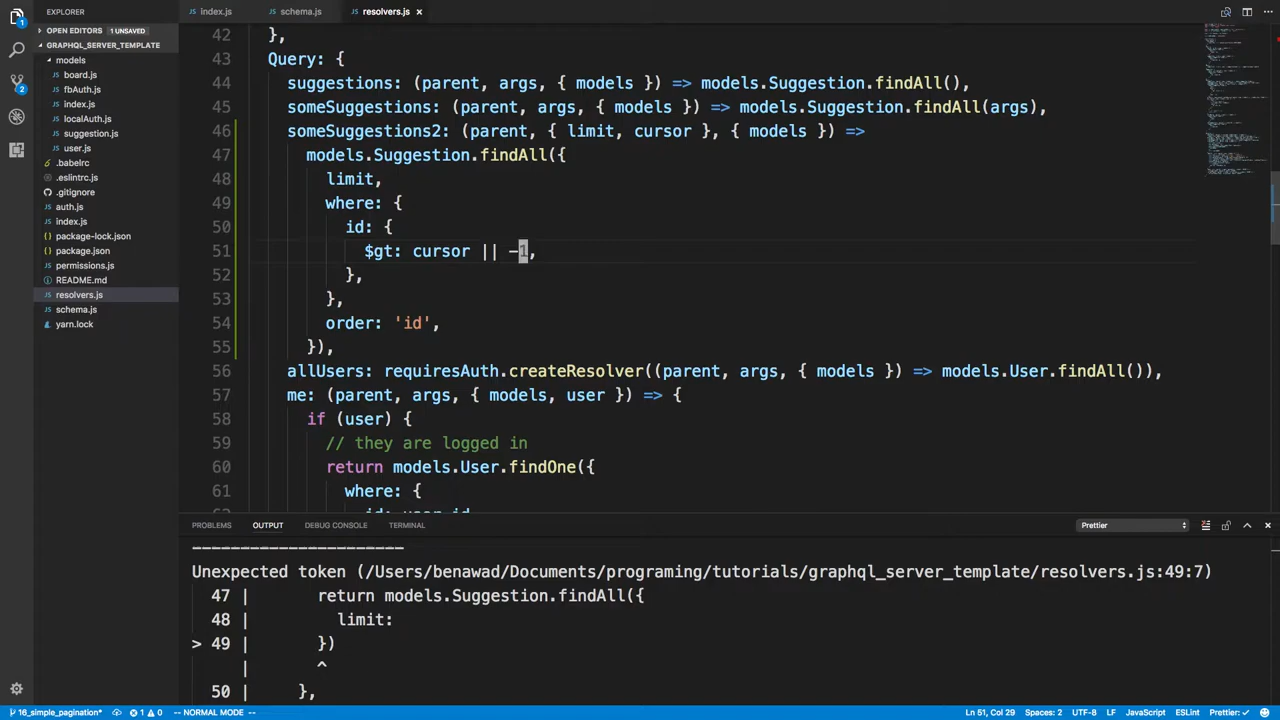 EXPLORER
index.js
schema.js
resolvers.js ×
OPEN EDITORS 1 UNSAVED
GRAPHQL_SERVER_TEMPLATE
models
board.js
fbAuth.js
index.js
localAuth.js
suggestion.js
user.js
.babelrc
.eslintrc.js
.gitignore
auth.js
index.js
package-lock.json
package.json
permissions.js
README.md
resolvers.js
schema.js
yarn.lock
42 },
43 Query: {
44 suggestions: (parent, args, { models }) => models.Suggestion.findAll(),
45 someSuggestions: (parent, args, { models }) => models.Suggestion.findAll(args),
46 someSuggestions2: (parent, { limit, cursor }, { models }) =>
47 models.Suggestion.findAll({
48 limit,
49 where: {
50 id: {
51 $gt: cursor || -1,
52 },
53 },
54 order: 'id',
55 }),
56 allUsers: requiresAuth.createResolver((parent, args, { models }) => models.User.findAll()),
57 me: (parent, args, { models, user }) => {
58 if (user) {
59 // they are logged in
60 return models.User.findOne({
61 where: {
PROBLEMS OUTPUT DEBUG CONSOLE TERMINAL Prettier
---------------------
Unexpected token (/Users/benawad/Documents/programing/tutorials/graphql_server_template/resolvers.js:49:7)
47 | return models.Suggestion.findAll({
48 | limit:
> 49 | })
| ^
50 | },
16_simple_pagination* 1 0 -- NORMAL MODE -- Ln 51, Col 29 Spaces: 2 UTF-8 LF JavaScript ESLint Prettier: ✓